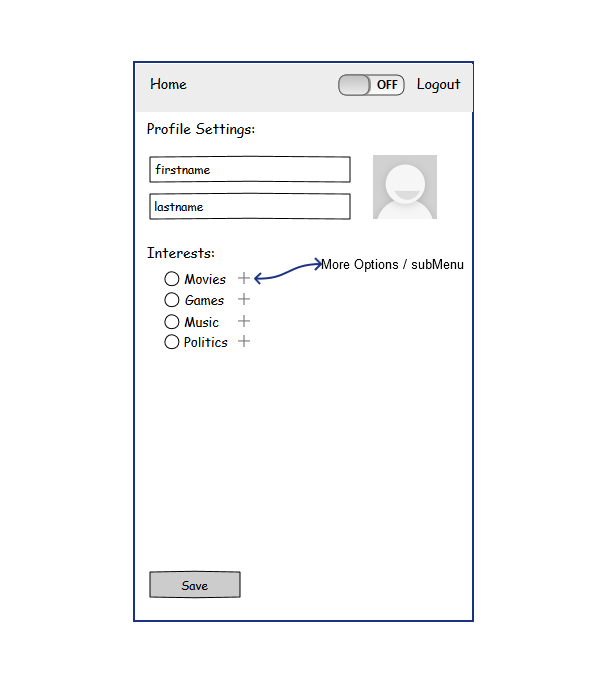 Home OFF Logout
Profile Settings:
firstname
lastname
Interests:
More Options / subMenu
Movies
Games
Music
Politics
Save